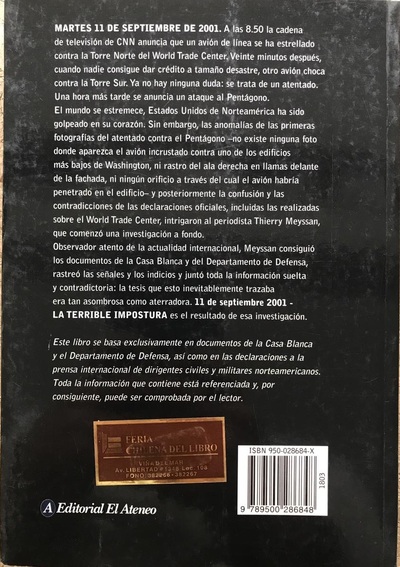 MARTES 11 DE SEPTIEMBRE DE 2001. A las 8.50 la cadena
de televisión de CNN anuncia que un avión de línea se ha estrellado
contra la Torre Norte del World Trade Center, Veinte minutos después,
cuando nadie consigue dar crédito a tamaño desastre, otro avión choca
contra la Torre Sur. Ya no hay ninguna duda: se trata de un atentado.
Una hora más tarde se anuncia un ataque al Pentágono.
El mundo se estremece, Estados Unidos de Norteamérica ha sido
golpeado en su corazón. Sin embargo, las anomalías de las primeras
fotografías del atentado contra el Pentágono –no existe ninguna foto
donde aparezca el avión incrustado contra uno de los edificios
más bajos de Washington, ni rastro del ala derecha en llamas delante
de la fachada, ni ningún orificio a través del cual el avión habría
penetrado en el edificio– y posteriormente la confusión y las
contradicciones de las declaraciones oficiales, incluidas las realizadas
sobre el World Trade Center, intrigaron al periodista Thierry Meyssan,
que comenzó una investigación a fondo.
Observador atento de la actualidad internacional, Meyssan consiguió
los documentos de la Casa Blanca y del Departamento de Defensa,
rastreó las señales y los indicios y juntó toda la información suelta
y contradictoria: la tesis que esto inevitablemente trazaba
era tan asombrosa como aterradora. 11 de septiembre 2001 -
LA TERRIBLE IMPOSTURA es el resultado de esa investigación.
Este libro se basa exclusivamente en documentos de la Casa Blanca
y el Departamento de Defensa, así como en las declaraciones a la
prensa internacional de dirigentes civiles y militares norteamericanos.
Toda la información que contiene está referenciada y, por
consiguiente, puede ser comprobada por el lector.
FERIA
CHILENA DEL LIBRO
VIÑA DEL MAR
Av. LIBERTAD
FONO:
A Editorial El Ateneo
ISBN 950-02-8684-X
9 789500 286848
1803